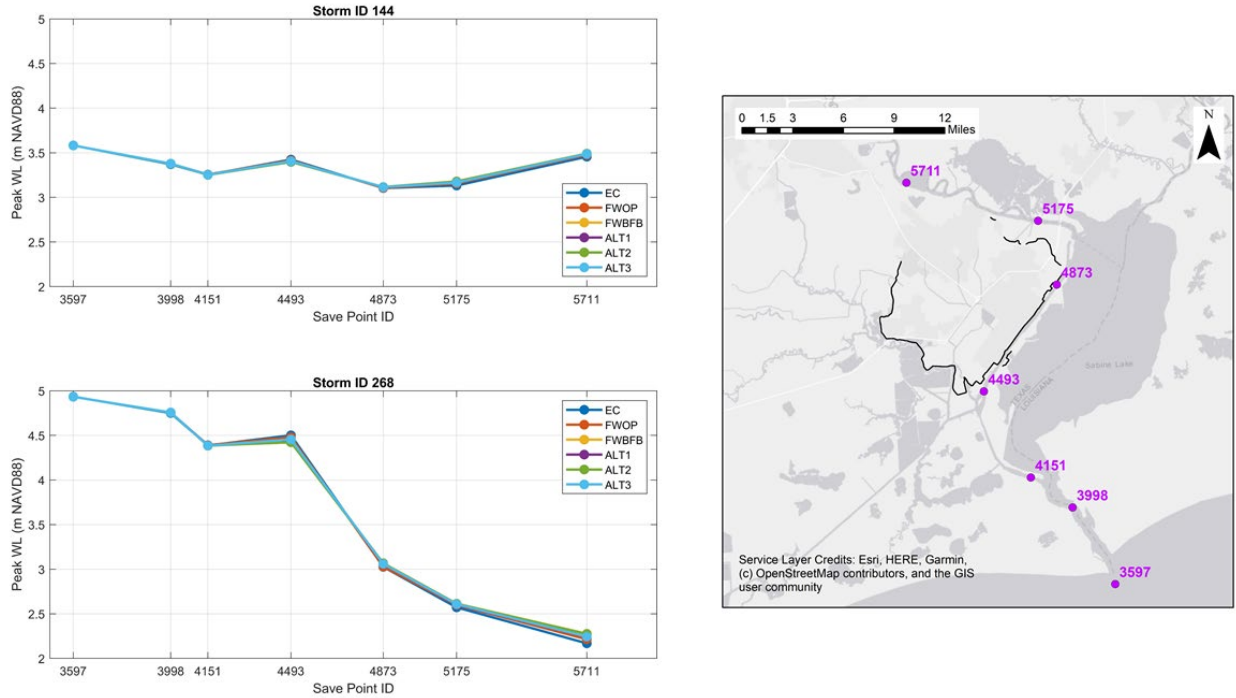 Storm ID 144
Peak WL (m NAVD88)
5
4.5
4
3.5
3
2.5
2
EC
FWOP
FWBFB
ALT1
ALT2
ALT3
3597 3998 4151 4493 4873 5175 5711
Save Point ID
Storm ID 268
Peak WL (m NAVD88)
5
4.5
4
3.5
3
2.5
2
EC
FWOP
FWBFB
ALT1
ALT2
ALT3
3597 3998 4151 4493 4873 5175 5711
Save Point ID
0 1.5 3 6 9 12
Miles
N
5711
5175
4873
Sabine Lake
4493
TEXAS
LOUISIANA
4151
3998
3597
Service Layer Credits: Esri, HERE, Garmin,
(c) OpenStreetMap contributors, and the GIS
user community